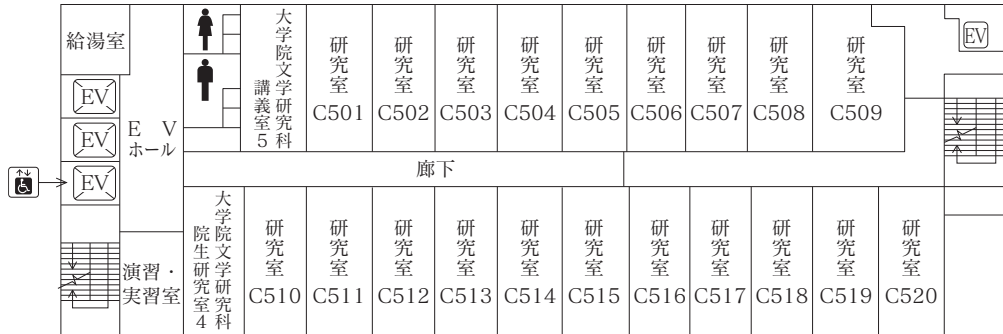 給湯室
EV
EV
EV
EV
ホール
大学院文学研究科
講義室5
研究室
C501
研究室
C502
研究室
C503
研究室
C504
研究室
C505
研究室
C506
研究室
C507
研究室
C508
研究室
C509
EV
廊下
演習・
実習室
大学院文学研究科
院生研究室4
研究室
C510
研究室
C511
研究室
C512
研究室
C513
研究室
C514
研究室
C515
研究室
C516
研究室
C517
研究室
C518
研究室
C519
研究室
C520